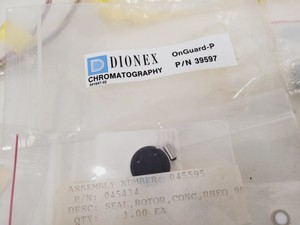 DIONEX
CHROMATOGRAPHY
OnGuard-P
P/N 39597
ASSEMBLY NUMBER: 045595
P/N: 045434
DESC: SEAL, ROTOR, CONC, RHEO
QTY: 1.00 EA